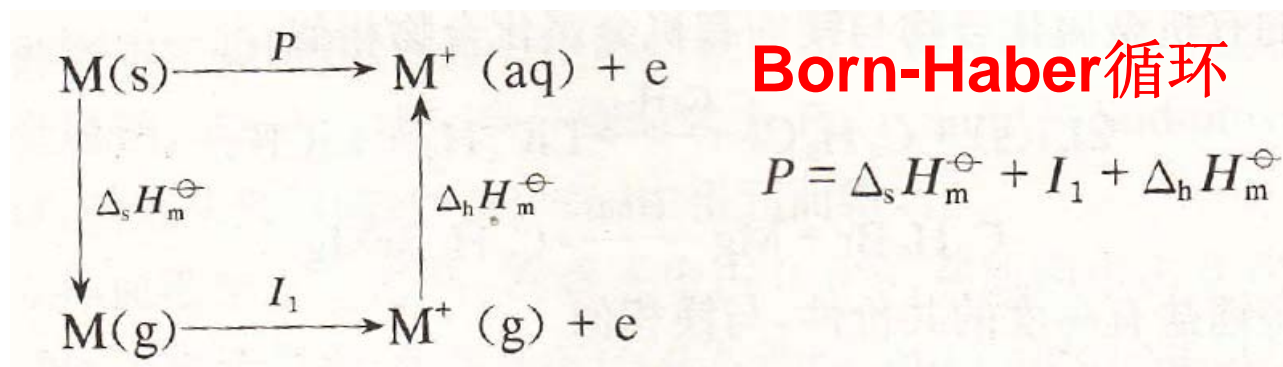 M(s) P M⁺ (aq) + e
Born-Haber循环
ΔₛH⦵ₘ ΔₕH⦵ₘ
P = ΔₛH⦵ₘ + I₁ + ΔₕH⦵ₘ
M(g) I₁ M⁺ (g) + e